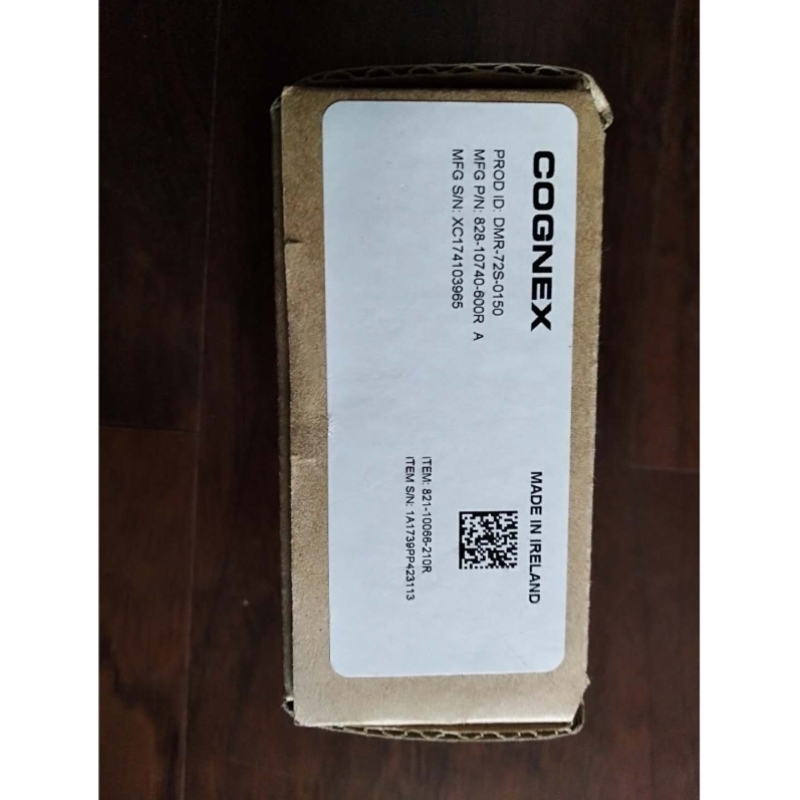 COGNEX
PROD ID: DMR-72S-0150
MFG P/N: 828-10740-600R A
MFG S/N: XC174103965
MADE IN IRELAND
ITEM: 821-10066-210R
ITEM S/N: 1A1739PP423113